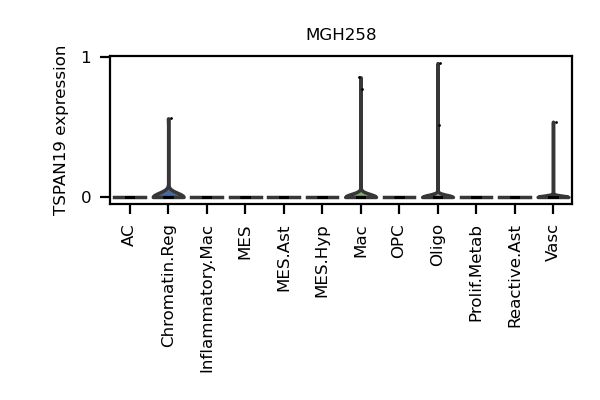 MGH258
TSPAN19 expression
1
0
AC
Chromatin.Reg
Inflammatory.Mac
MES
MES.Ast
MES.Hyp
Mac
OPC
Oligo
Prolif.Metab
Reactive.Ast
Vasc